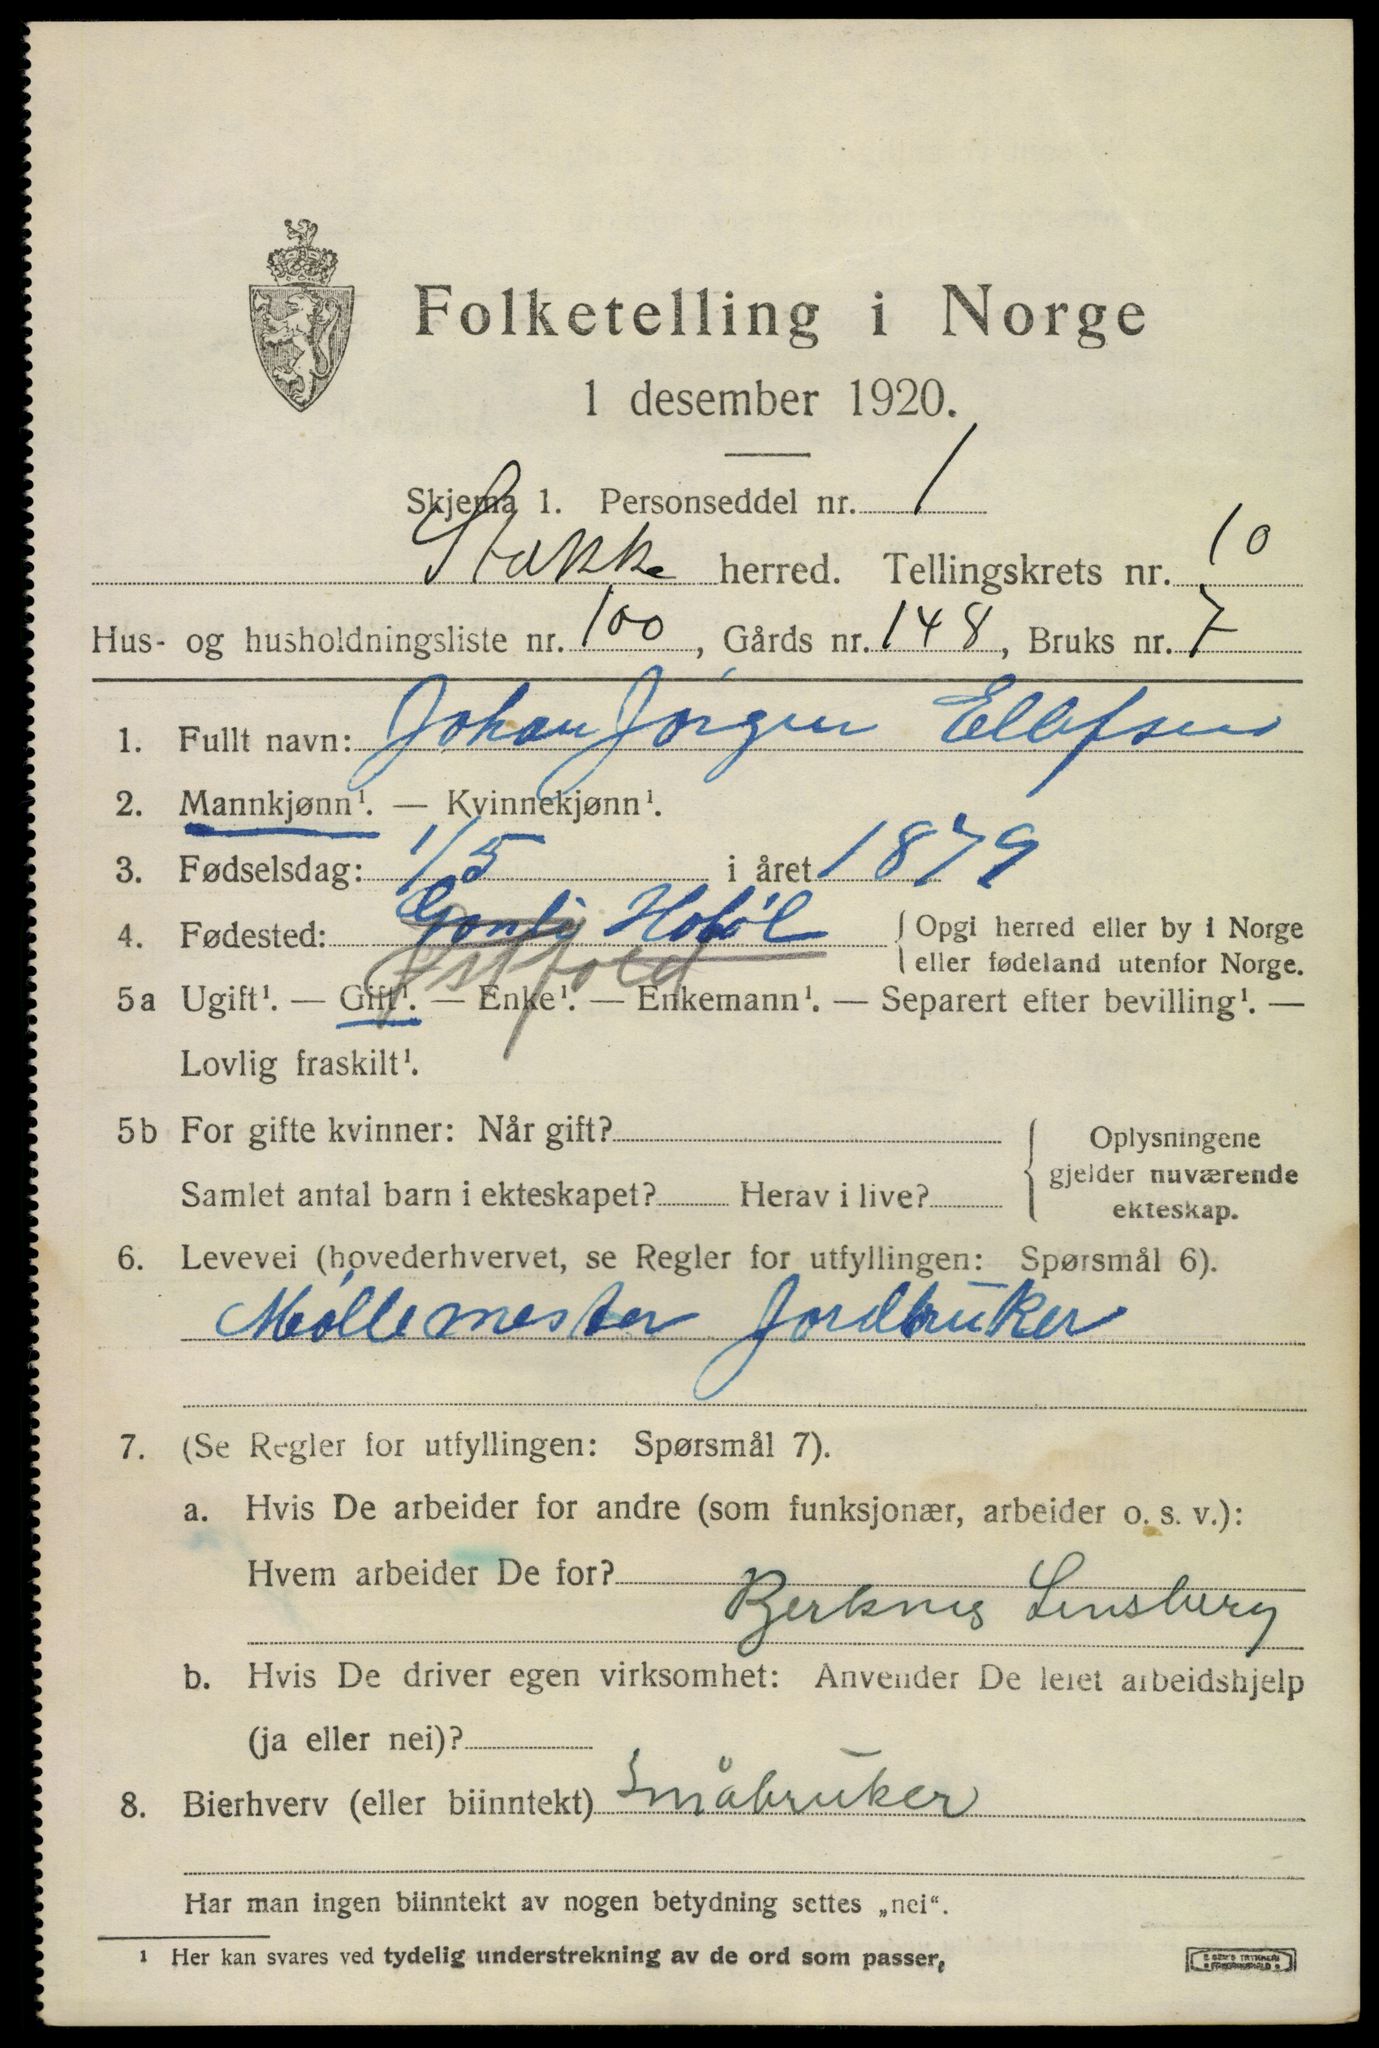 Folketelling i Norge
1 desember 1920.
Skjema 1. Personseddel nr. 1
Stokke herred. Tellingskrets nr. 10
Hus- og husholdningsliste nr. 100, Gårds nr. 148, Bruks nr. 7
1. Fullt navn: Johan Jørgen Ellefsen
2. Mannkjønn¹. — Kvinnekjønn¹.
3. Fødselsdag: 1/5 i året 1879
4. Fødested: Hobøl { Opgi herred eller by i Norge
eller fødeland utenfor Norge.
Østfold
5a Ugift¹. — Gift¹. — Enke¹. — Enkemann¹. — Separert efter bevilling¹. —
Lovlig fraskilt¹.
5b For gifte kvinner: Når gift?
Samlet antal barn i ekteskapet? Herav i live?
{ Oplysningene
gjelder nuværende
ekteskap.
6. Levevei (hovederhvervet, se Regler for utfyllingen: Spørsmål 6).
Møllemester Jordbruker
7. (Se Regler for utfyllingen: Spørsmål 7).
a. Hvis De arbeider for andre (som funksjonær, arbeider o. s. v.):
Hvem arbeider De for?
b. Hvis De driver egen virksomhet: Anvender De leiet arbeidshjelp
(ja eller nei)?
8. Bierhverv (eller biinntekt) Småbruker
Har man ingen biinntekt av nogen betydning settes „nei“.
¹ Her kan svares ved tydelig understrekning av de ord som passer.